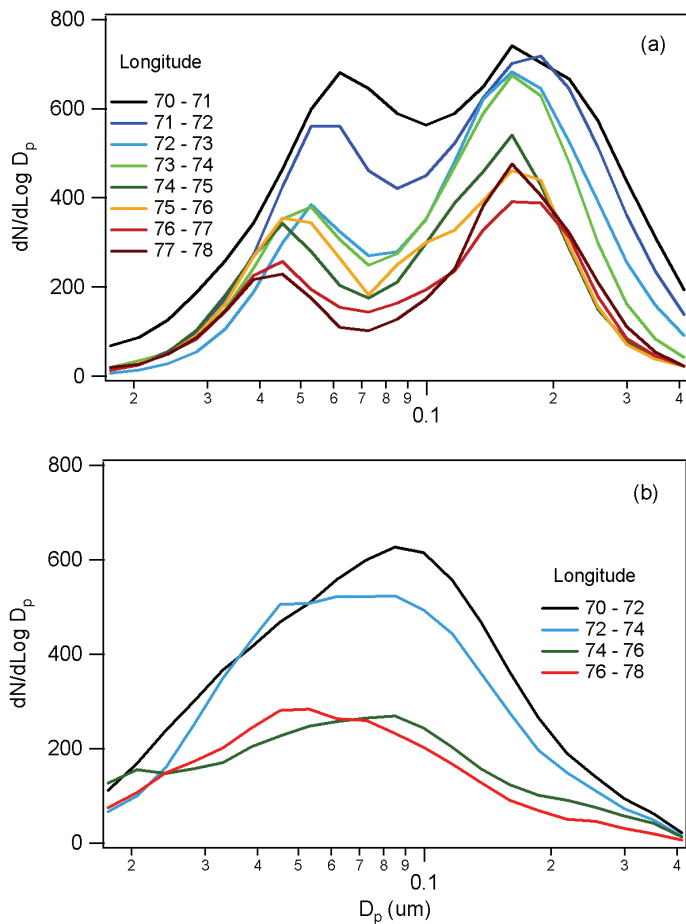 800
(a)
Longitude
70 - 71
71 - 72
72 - 73
73 - 74
74 - 75
75 - 76
76 - 77
77 - 78
600
400
200
0
dN/dLog Dp
2 3 4 5 6 7 8 9 0.1 2 3 4
800
(b)
Longitude
70 - 72
72 - 74
74 - 76
76 - 78
600
400
200
0
dN/dLog Dp
2 3 4 5 6 7 8 9 0.1 2 3 4
Dp (um)